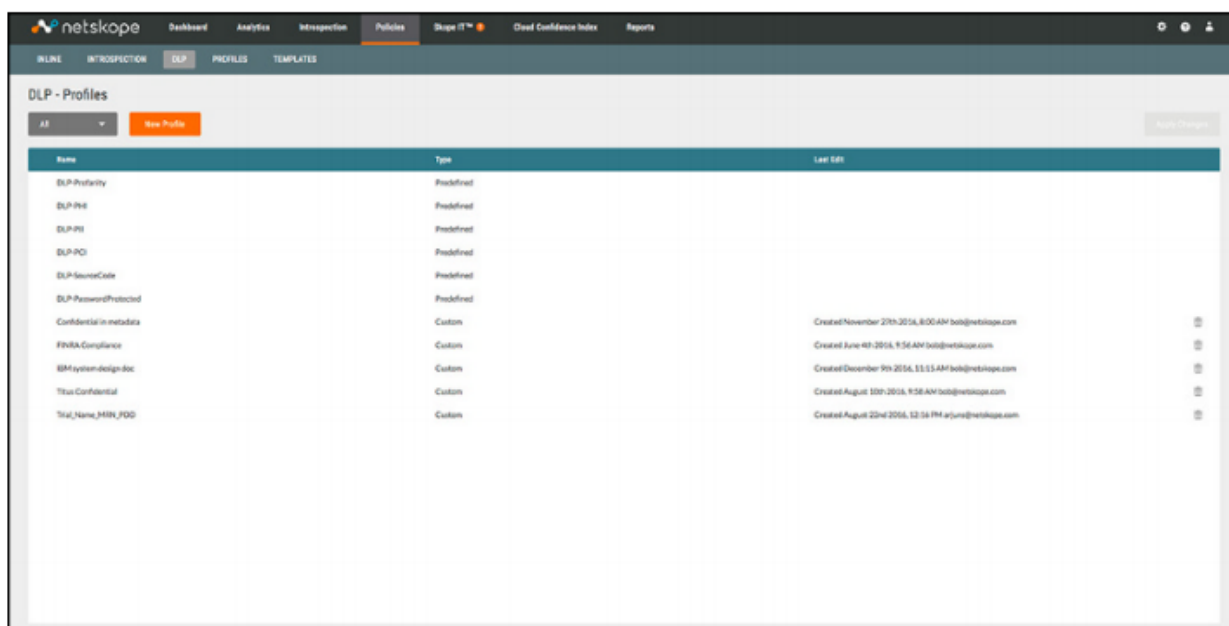 netskope Dashboard Analytics Introspection Policies Skope IT™ Cloud Confidence Index Reports
INLINE INTROSPECTION DLP PROFILES TEMPLATES
DLP - Profiles
All New Profile Apply Changes
Name Type Last Edit
DLP-Profanity Predefined
DLP-PHI Predefined
DLP-PII Predefined
DLP-PCI Predefined
DLP-SourceCode Predefined
DLP-PasswordProtected Predefined
Confidential in metadata Custom Created November 27th 2016, 8:00 AM bob@netskope.com
FINRA Compliance Custom Created June 4th 2016, 9:56 AM bob@netskope.com
IBM system design doc Custom Created December 9th 2016, 11:15 AM bob@netskope.com
Titus Confidential Custom Created August 10th 2016, 9:58 AM bob@netskope.com
Trial_Name_MRN_PDD Custom Created August 22nd 2016, 12:16 PM arjuns@netskope.com